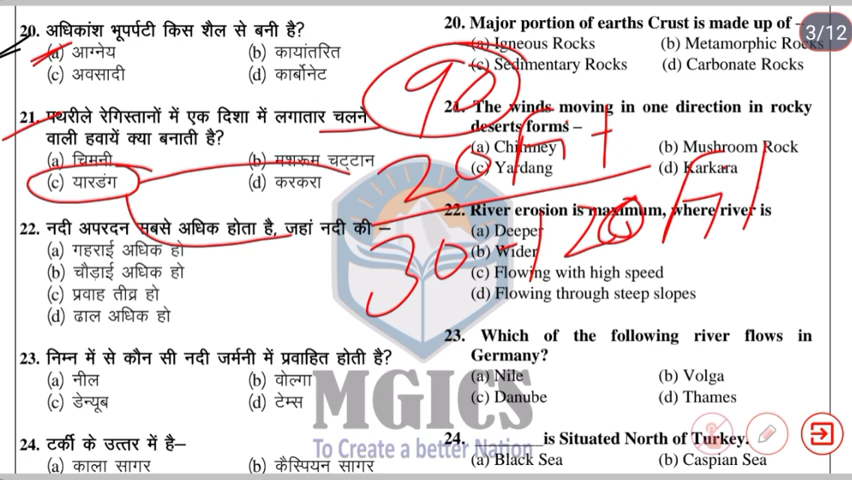 20. अधिकांश भूपर्पटी किस शैल से बनी है?
(a) आग्नेय (b) कायांतरित
(c) अवसादी (d) कार्बोनेट
21. पथरीले रेगिस्तानों में एक दिशा में लगातार चलने
वाली हवायें क्या बनाती है?
(a) चिमनी (b) मशरूम चट्टान
(c) यारडंग (d) करकरा
22. नदी अपरदन सबसे अधिक होता है, जहां नदी की –
(a) गहराई अधिक हो
(b) चौड़ाई अधिक हो
(c) प्रवाह तीव्र हो
(d) ढाल अधिक हो
23. निम्न में से कौन सी नदी जर्मनी में प्रवाहित होती है?
(a) नील (b) वोल्गा
(c) डेन्यूब (d) टेम्स
24. टर्की के उत्तर में है–
(a) काला सागर (b) कैस्पियन सागर
20. Major portion of earths Crust is made up of –
(a) Igneous Rocks (b) Metamorphic Rocks
(c) Sedimentary Rocks (d) Carbonate Rocks
21. The winds moving in one direction in rocky
deserts forms –
(a) Chimney (b) Mushroom Rock
(c) Yardang (d) Karkara
22. River erosion is maximum, where river is
(a) Deeper
(b) Wider
(c) Flowing with high speed
(d) Flowing through steep slopes
23. Which of the following river flows in
Germany?
(a) Nile (b) Volga
(c) Danube (d) Thames
24. ________is Situated North of Turkey.
(a) Black Sea (b) Caspian Sea
3/12
90
MGICS
To Create a better Nation